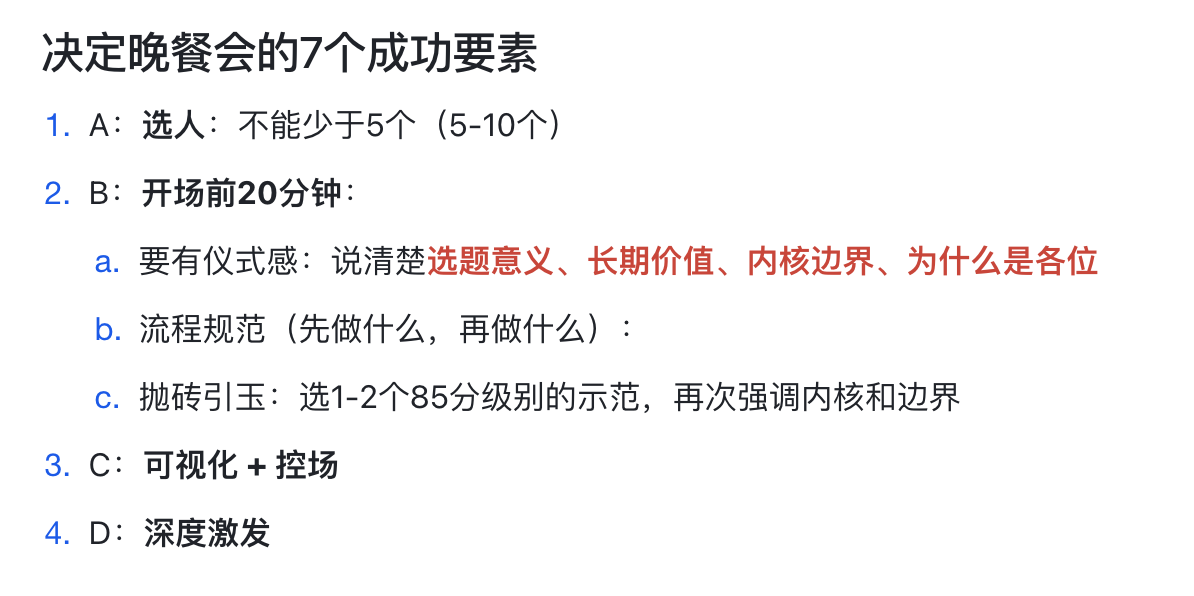 决定晚餐会的7个成功要素
1. A：选人：不能少于5个（5-10个）
2. B：开场前20分钟：
a. 要有仪式感：说清楚选题意义、长期价值、内核边界、为什么是各位
b. 流程规范（先做什么，再做什么）：
c. 抛砖引玉：选1-2个85分级别的示范，再次强调内核和边界
3. C：可视化 + 控场
4. D：深度激发